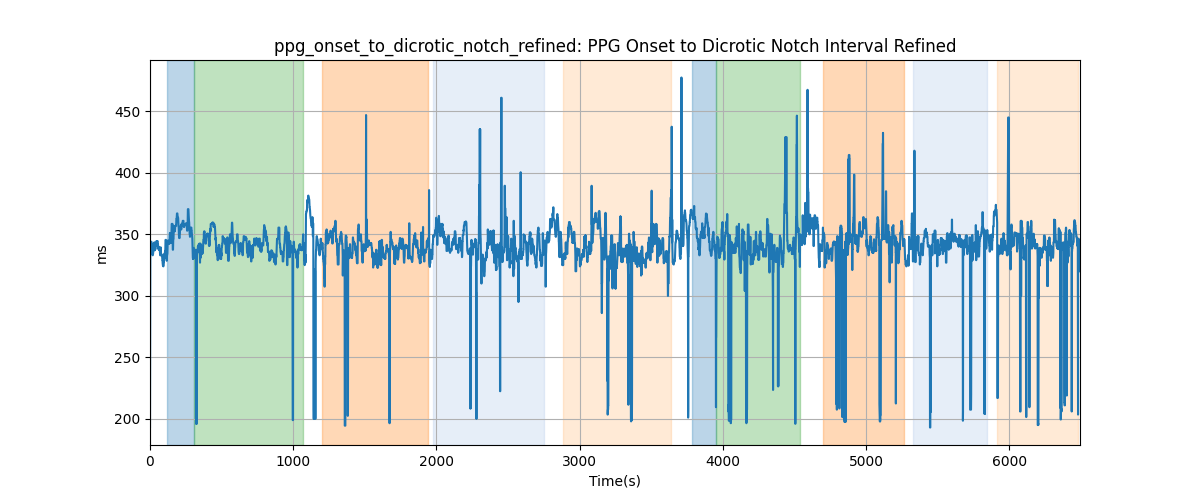 ppg_onset_to_dicrotic_notch_refined: PPG Onset to Dicrotic Notch Interval Refined
450
400
350
300
250
200
ms
0 1000 2000 3000 4000 5000 6000
Time(s)